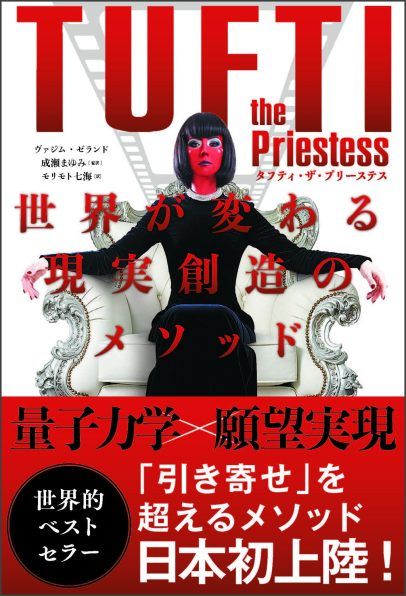 TUFTI
the
Priestess
タフティ・ザ・プリーステス
ヴァジム・ゼランド
成瀬まゆみ[監訳]
モリモト七海[訳]
世界が変わる
現実創造の
メソッド
量子力学×願望実現
世界的
ベスト
セラー
「引き寄せ」を
超えるメソッド
日本初上陸!